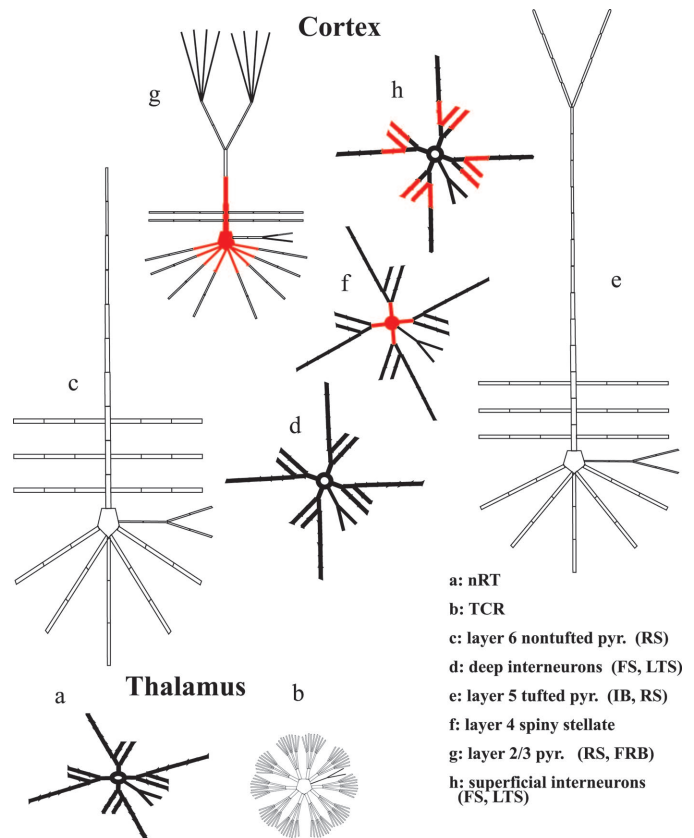 Cortex
g
h
f
e
c
d
a: nRT
b: TCR
c: layer 6 nontufted pyr. (RS)
d: deep interneurons (FS, LTS)
e: layer 5 tufted pyr. (IB, RS)
f: layer 4 spiny stellate
g: layer 2/3 pyr. (RS, FRB)
h: superficial interneurons
(FS, LTS)
Thalamus
a
b